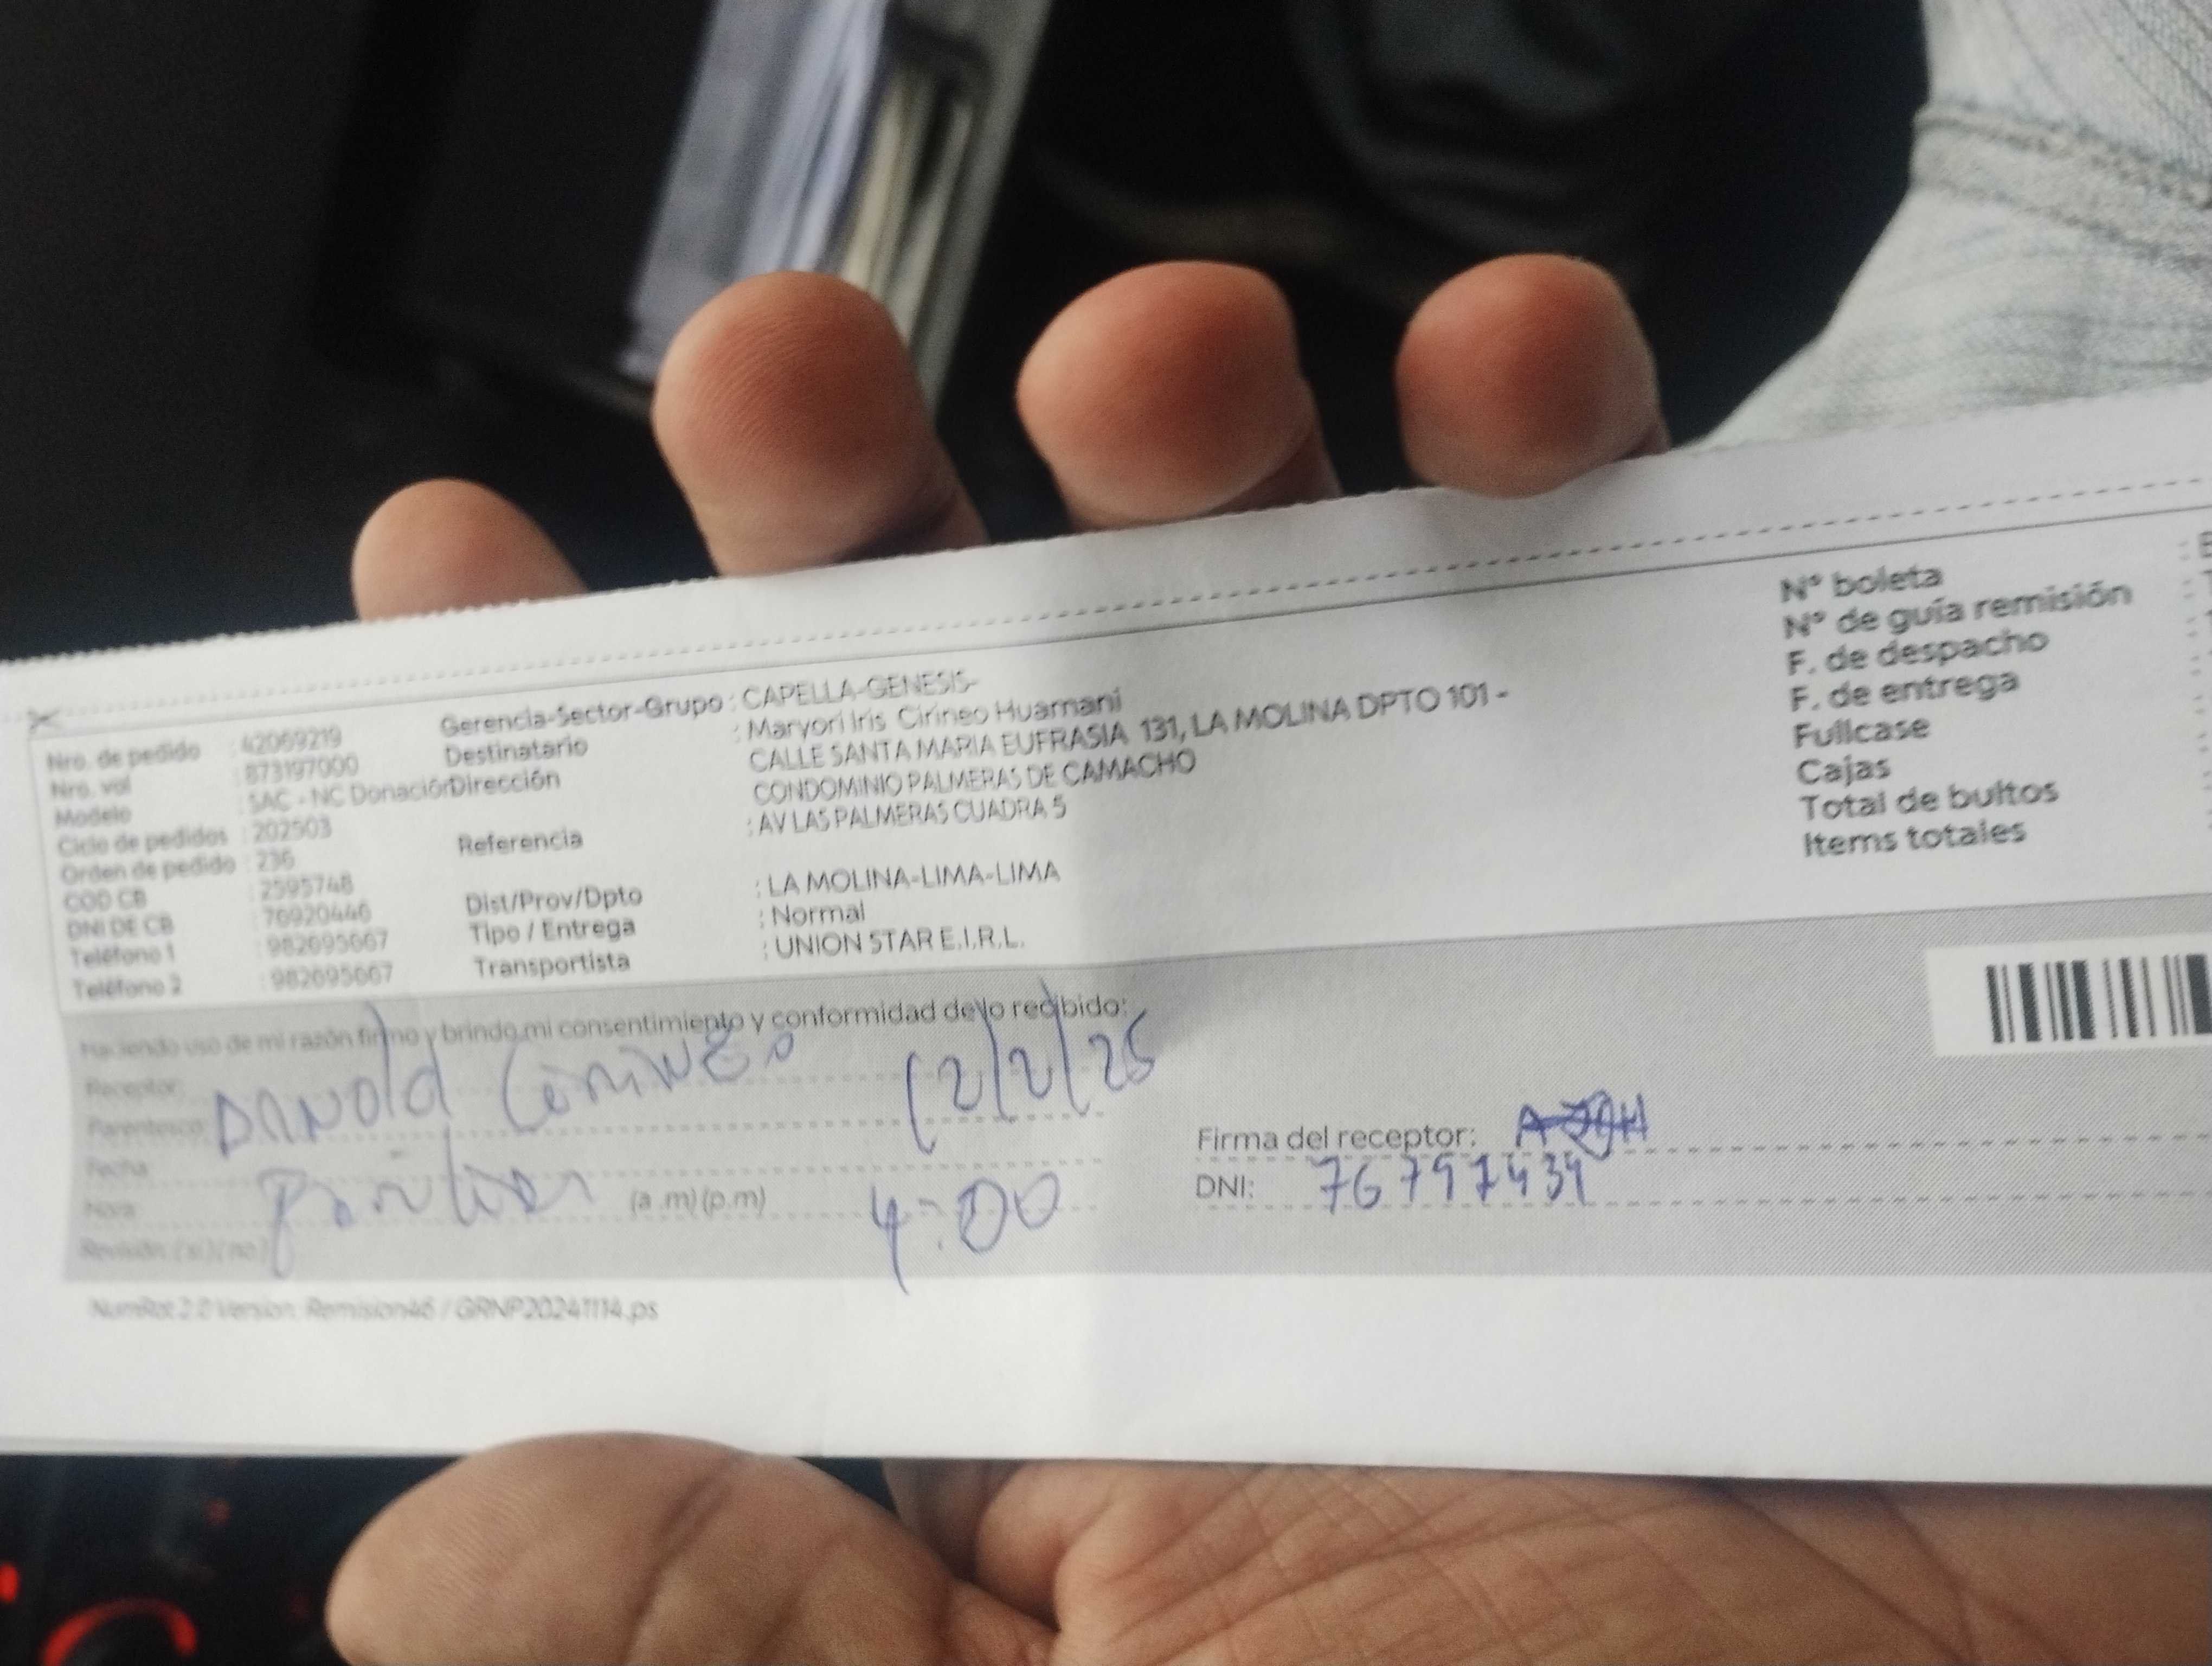 Nro. de pedido : 42069219
Nro. vol : 873197000
Modelo : SAC - NC Donación
Ciclo de pedidos : 202503
Orden de pedido : 236
COD CB : 2595748
DNI DE CB : 76920446
Teléfono 1 : 982695667
Teléfono 2 : 982695667
Gerencia-Sector-Grupo : CAPELLA-GENESIS-
Destinatario : Maryori Iris Cirineo Huamani
Dirección CALLE SANTA MARIA EUFRASIA 131, LA MOLINA DPTO 101 -
CONDOMINIO PALMERAS DE CAMACHO
Referencia : AV LAS PALMERAS CUADRA 5
Dist/Prov/Dpto : LA MOLINA-LIMA-LIMA
Tipo / Entrega : Normal
Transportista : UNION STAR E.I.R.L.
N° boleta
N° de guía remisión
F. de despacho
F. de entrega
Fullcase
Cajas
Total de bultos
Items totales
Haciendo uso de mi razón firmo y brindo mi consentimiento y conformidad de lo recibido:
Receptor:
Parentesco:
Arnold Cirineo 12/2/25
Fecha
Hora (a.m) (p.m) 4:00
Revisión: (si) (no)
Firma del receptor:
DNI: 76797434
NumRot 2.0 Version: Remision46 / GRNP20241114.ps